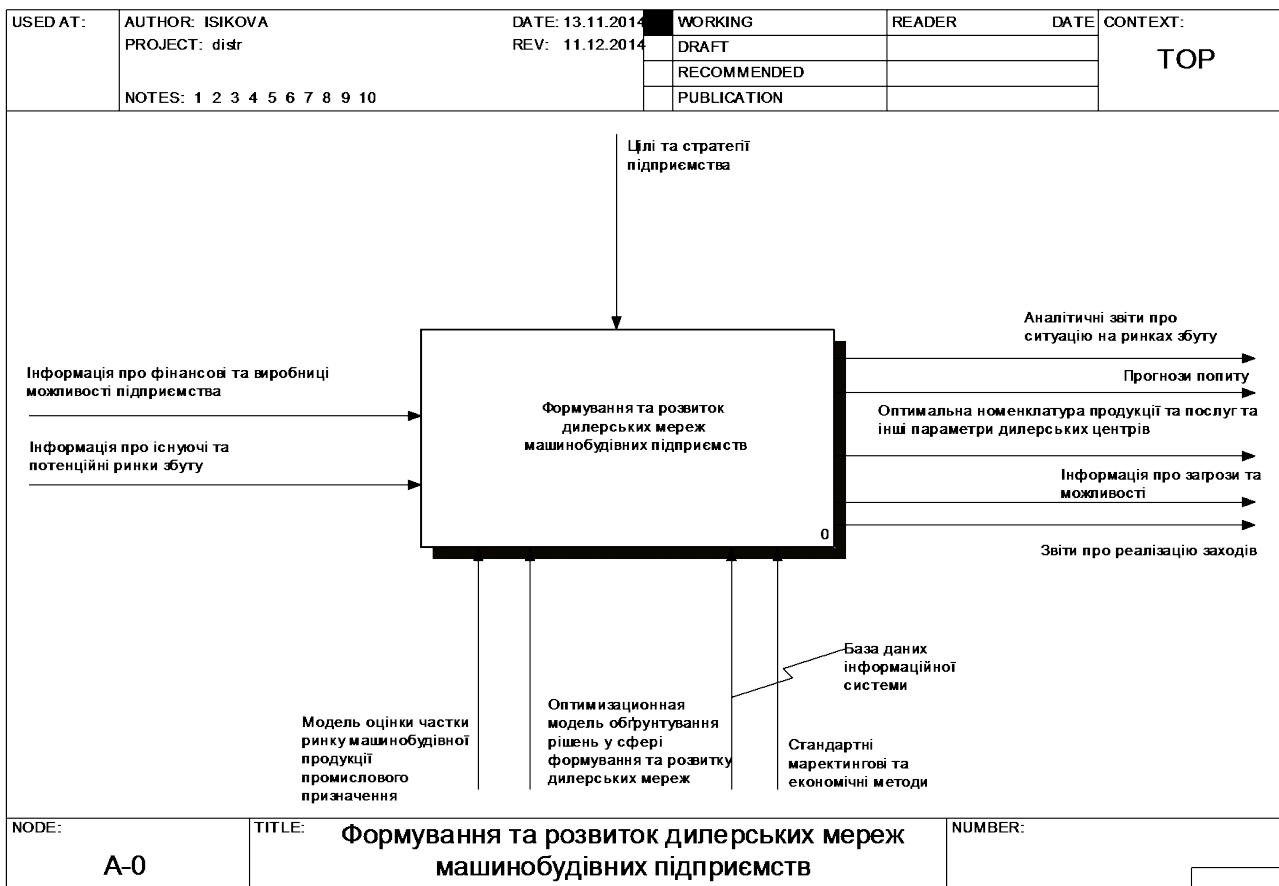 USED AT:
AUTHOR: ISIKOVA
DATE: 13.11.2014
WORKING
READER
DATE
CONTEXT:
PROJECT: distr
REV: 11.12.2014
DRAFT
TOP
RECOMMENDED
NOTES: 1 2 3 4 5 6 7 8 9 10
PUBLICATION
Цілі та стратегії
підприємства
Інформація про фінансові та виробниці
можливості підприємства
Інформація про існуючі та
потенційні ринки збуту
Формування та розвиток
дилерських мереж
машинобудівних підприємств
0
Аналітичні звіти про
ситуацію на ринках збуту
Прогнози попиту
Оптимальна номенклатура продукції та послуг та
інші параметри дилерських центрів
Інформація про загрози та
можливості
Звіти про реалізацію заходів
Модель оцінки частки
ринку машинобудівної
продукції
промислового
призначення
Оптимизационная
модель обґрунтування
рішень у сфері
формування та розвитку
дилерських мереж
База даних
інформаційної
системи
Стандартні
маректингові та
економічні методи
NODE:
A-0
TITLE:
Формування та розвиток дилерських мереж
машинобудівних підприємств
NUMBER: